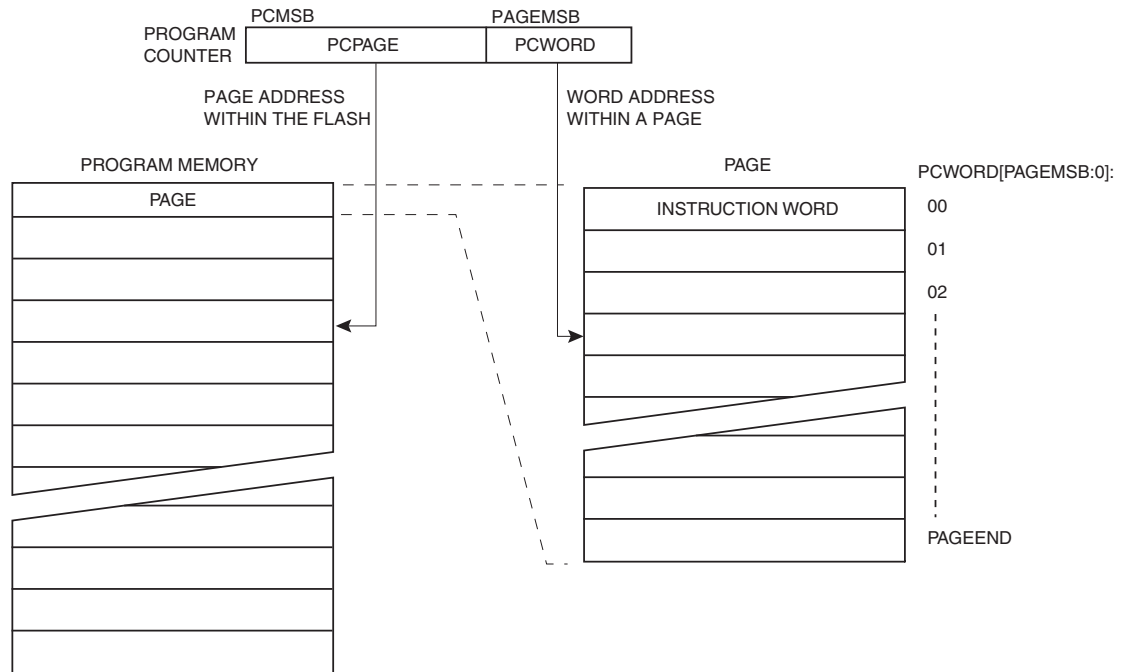 PCMSB
PAGEMSB
PROGRAM
COUNTER
PCPAGE
PCWORD
PAGE ADDRESS
WITHIN THE FLASH
WORD ADDRESS
WITHIN A PAGE
PROGRAM MEMORY
PAGE
PAGE
PCWORD[PAGEMSB:0]:
INSTRUCTION WORD
00
01
02
PAGEEND